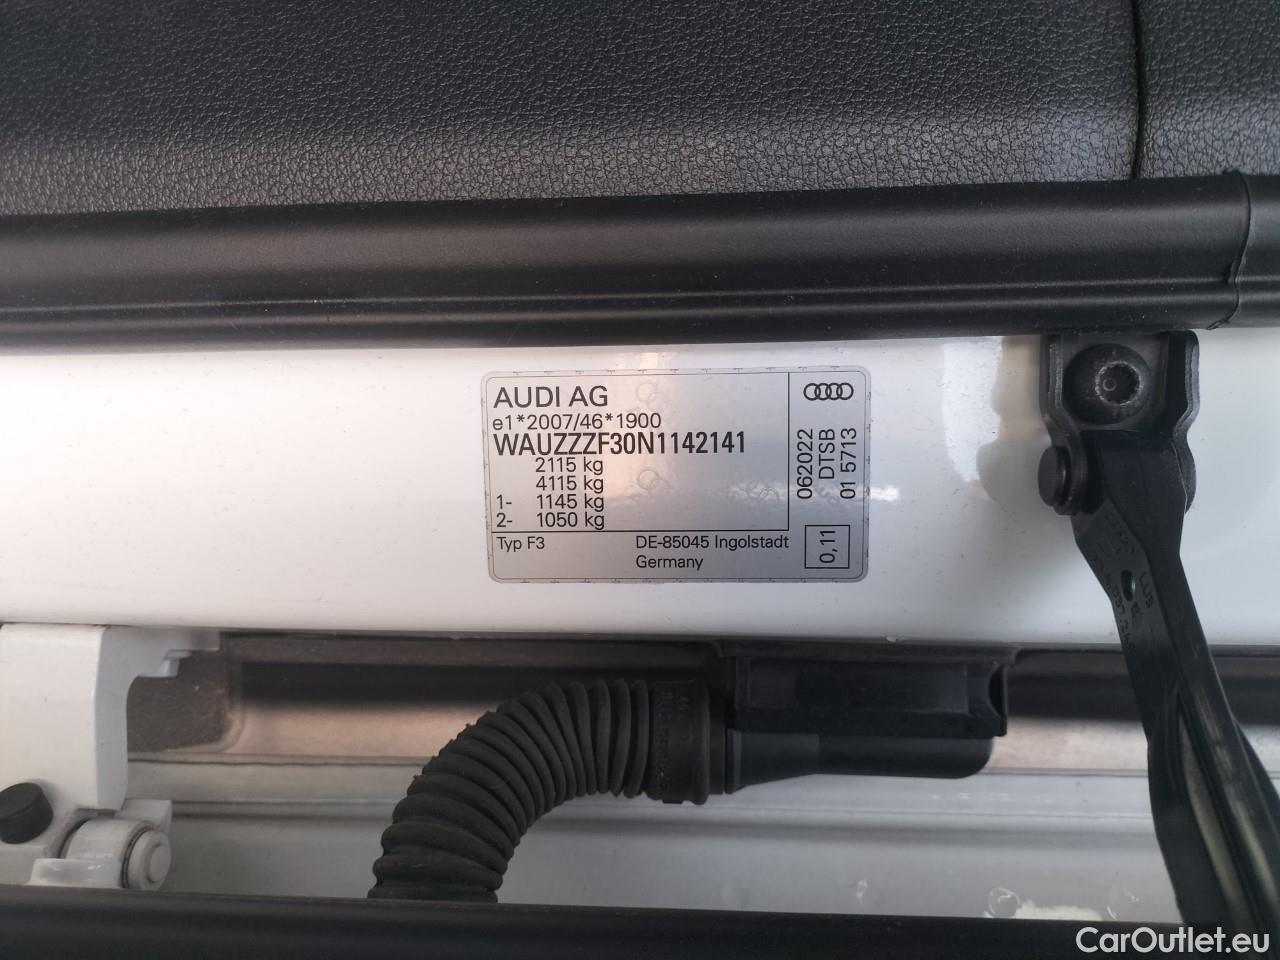 AUDI AG
e1*2007/46*1900
WAUZZZF30N1142141
2115 kg
4115 kg
1- 1145 kg
2- 1050 kg
Typ F3
DE-85045 Ingolstadt
Germany
062022
DTSB
01 5713
0,11
CarOutlet.eu